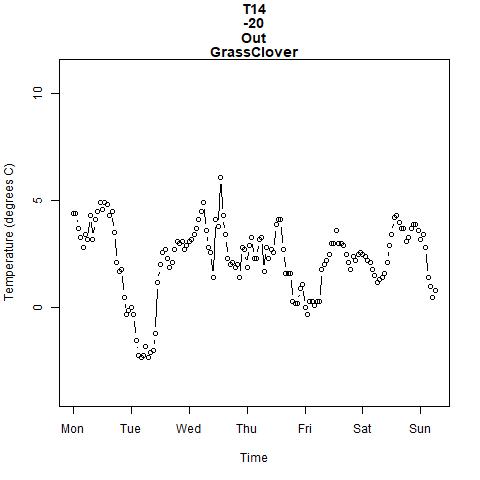 T14
-20
Out
GrassClover
Temperature (degrees C)
10
5
0
Mon Tue Wed Thu Fri Sat Sun
Time